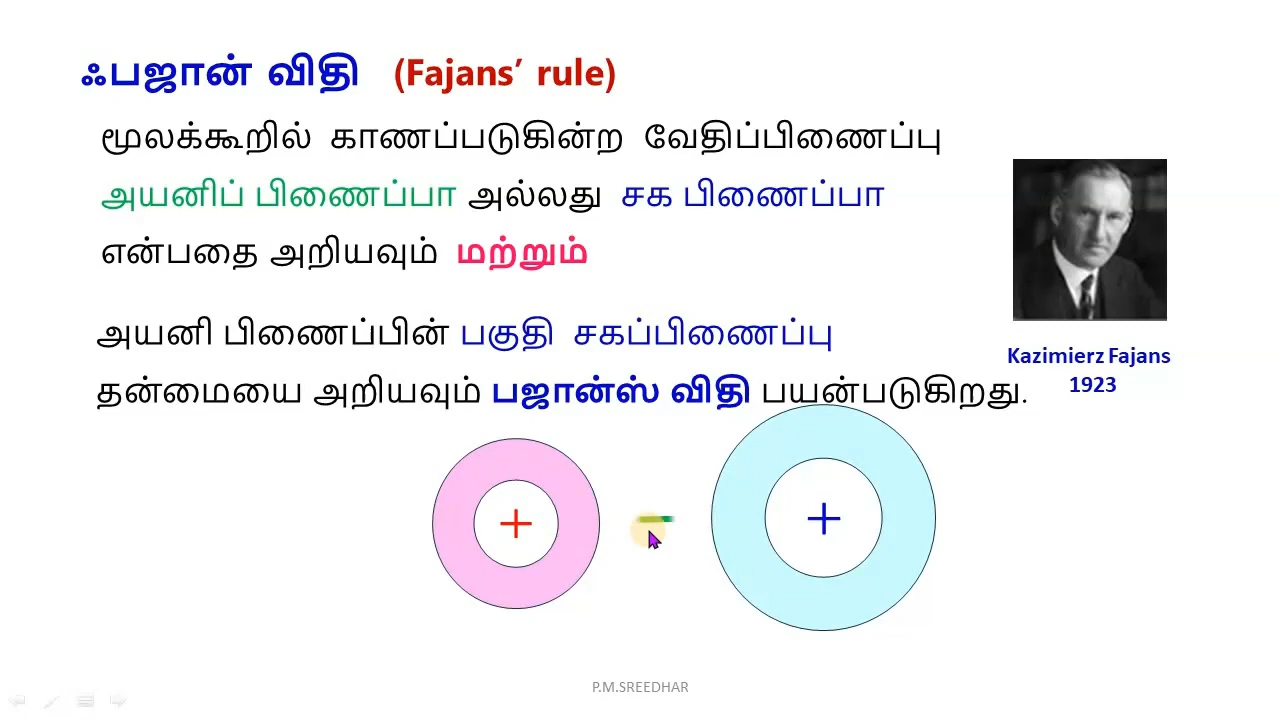 ஃபஜான் விதி (Fajans’ rule)
மூலக்கூறில் காணப்படுகின்ற வேதிப்பிணைப்பு
அயனிப் பிணைப்பா அல்லது சக பிணைப்பா
என்பதை அறியவும் மற்றும்
அயனி பிணைப்பின் பகுதி சகப்பிணைப்பு
தன்மையை அறியவும் பஜான்ஸ் விதி பயன்படுகிறது.
Kazimierz Fajans
1923
+
+
P.M.SREEDHAR